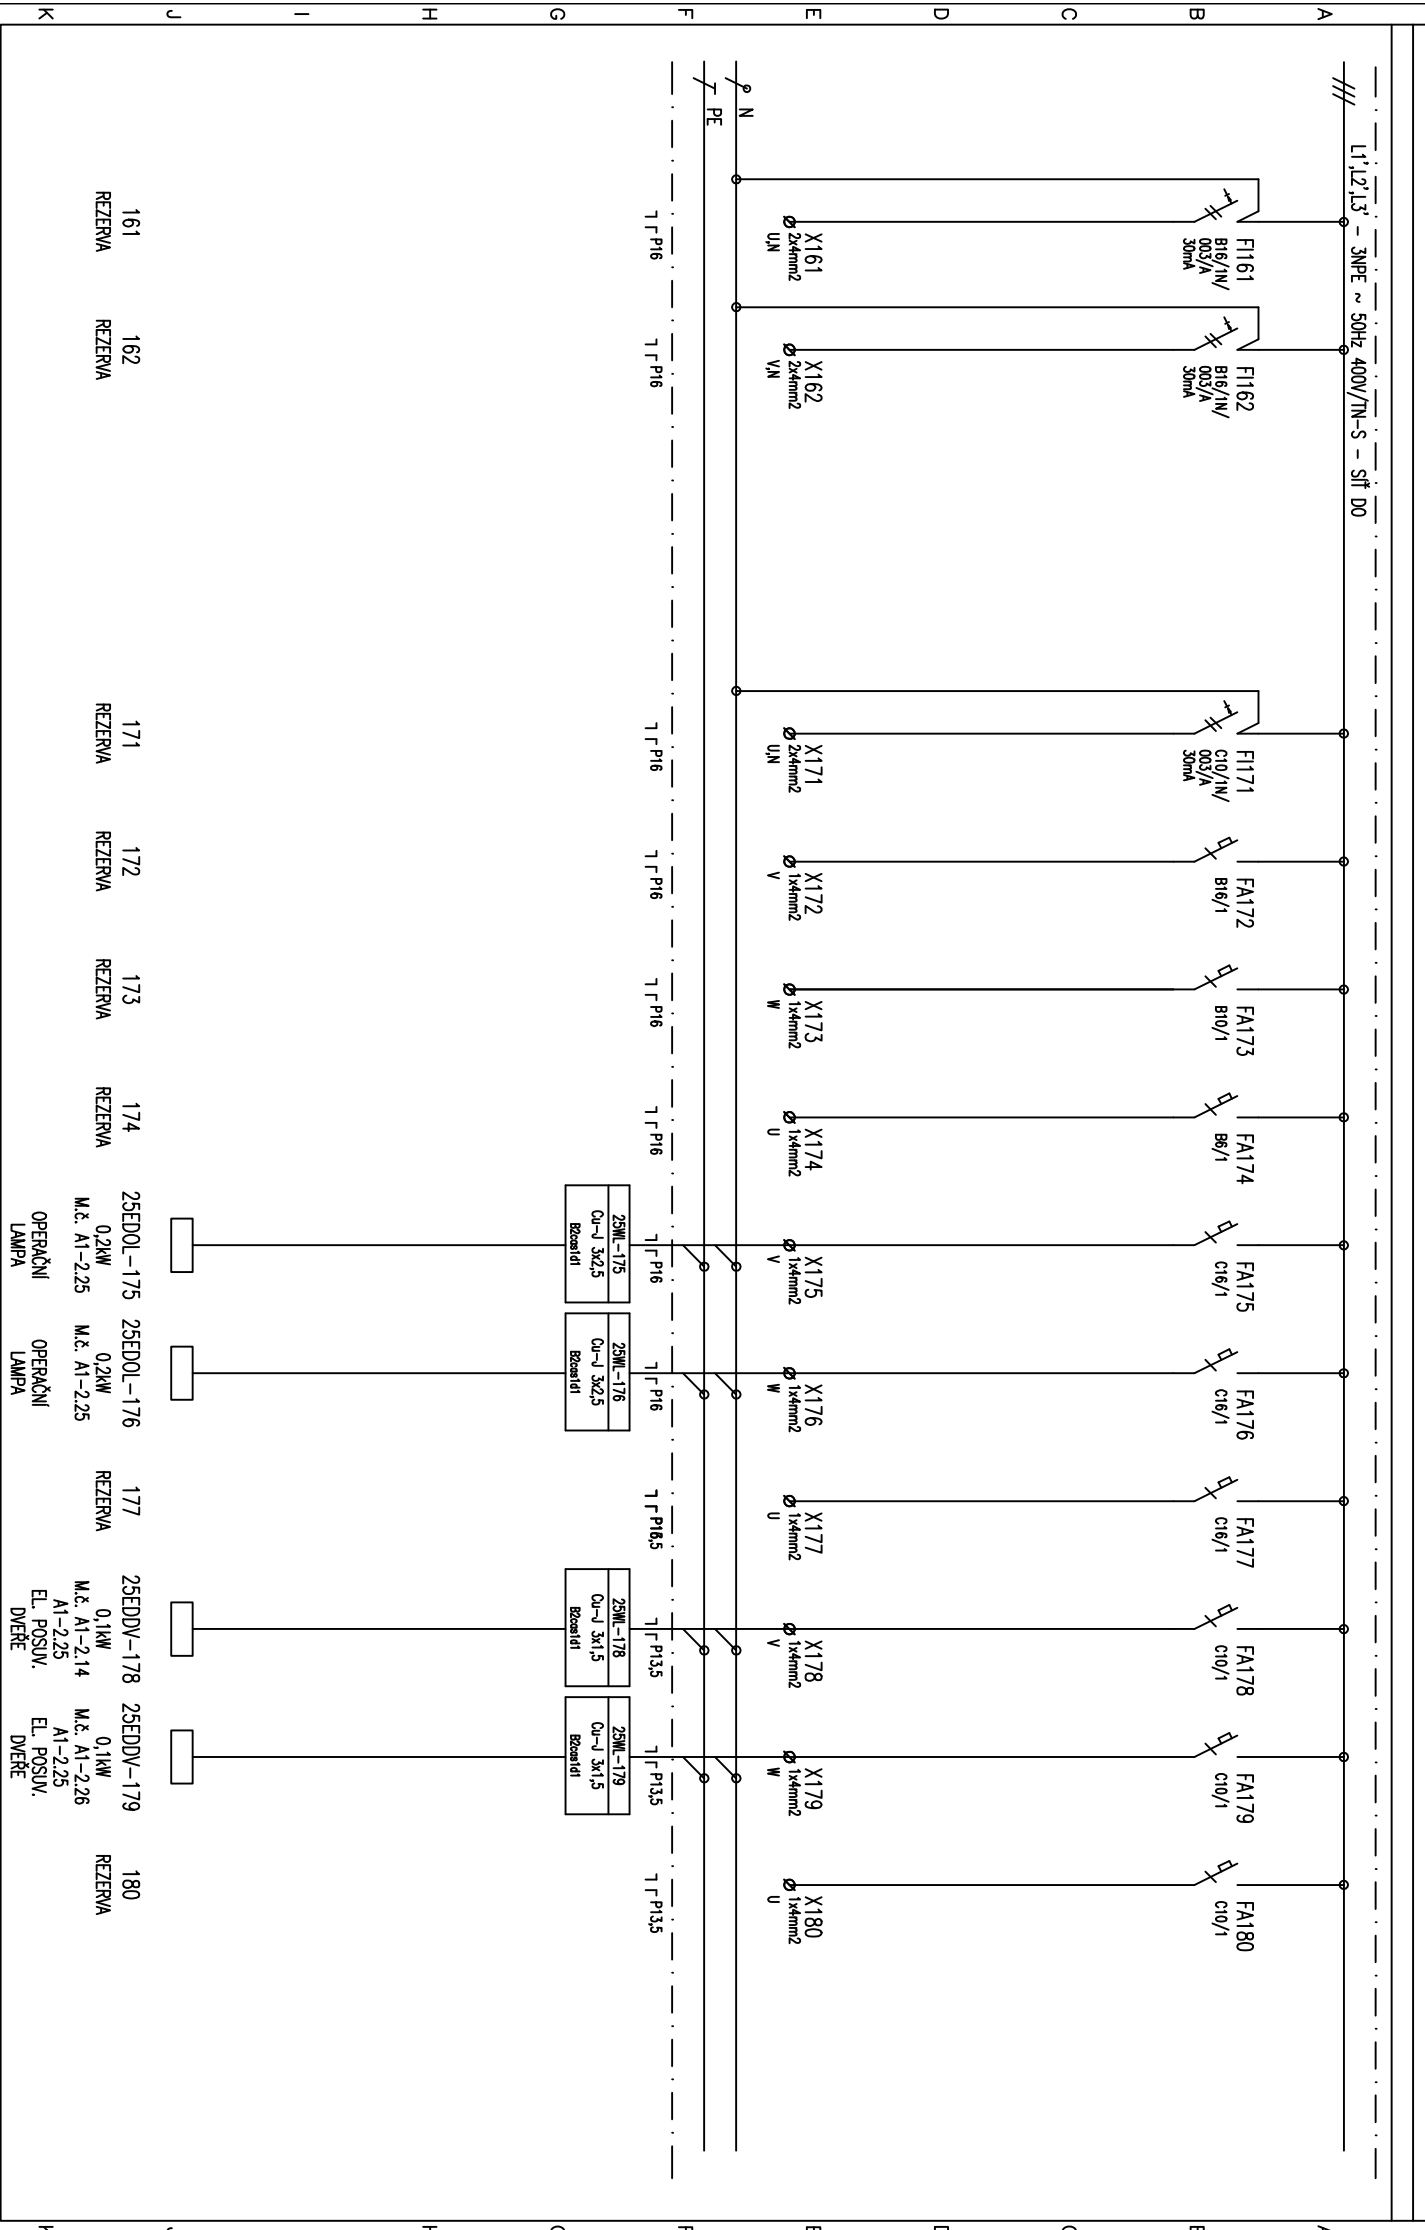 A
B
C
D
E
F
G
H
I
J
K
L1',L2',L3' – 3NPE ~ 50Hz 400V/TN-S – SÍŤ DO
FI161
B16/1N/
003/A
30mA
FI162
B16/1N/
003/A
30mA
FI171
C10/1N/
003/A
30mA
FA172
B16/1
FA173
B10/1
FA174
B6/1
FA175
C16/1
FA176
C16/1
FA177
C16/1
FA178
C10/1
FA179
C10/1
FA180
C10/1
X161
2x4mm2
U,N
X162
2x4mm2
V,N
X171
2x4mm2
U,N
X172
1x4mm2
V
X173
1x4mm2
W
X174
1x4mm2
U
X175
1x4mm2
V
X176
1x4mm2
W
X177
1x4mm2
U
X178
1x4mm2
V
X179
1x4mm2
W
X180
1x4mm2
U
N
PE
P16
P16
P16
P16
P16
P16
P16
P16
P13,5
P13,5
P13,5
25WL-175
Cu-J 3x2,5
B2cas1d1
25WL-176
Cu-J 3x2,5
B2cas1d1
25WL-178
Cu-J 3x1,5
B2cas1d1
25WL-179
Cu-J 3x1,5
B2cas1d1
161
REZERVA
162
REZERVA
171
REZERVA
172
REZERVA
173
REZERVA
174
REZERVA
25EDOL-175
0,2kW
M.č. A1-2.25
OPERAČNÍ
LAMPA
25EDOL-176
0,2kW
M.č. A1-2.25
OPERAČNÍ
LAMPA
177
REZERVA
25EDDV-178
0,1kW
M.č. A1-2.14
A1-2.25
EL. POSUV.
DVEŘE
25EDDV-179
0,1kW
M.č. A1-2.26
A1-2.25
EL. POSUV.
DVEŘE
180
REZERVA